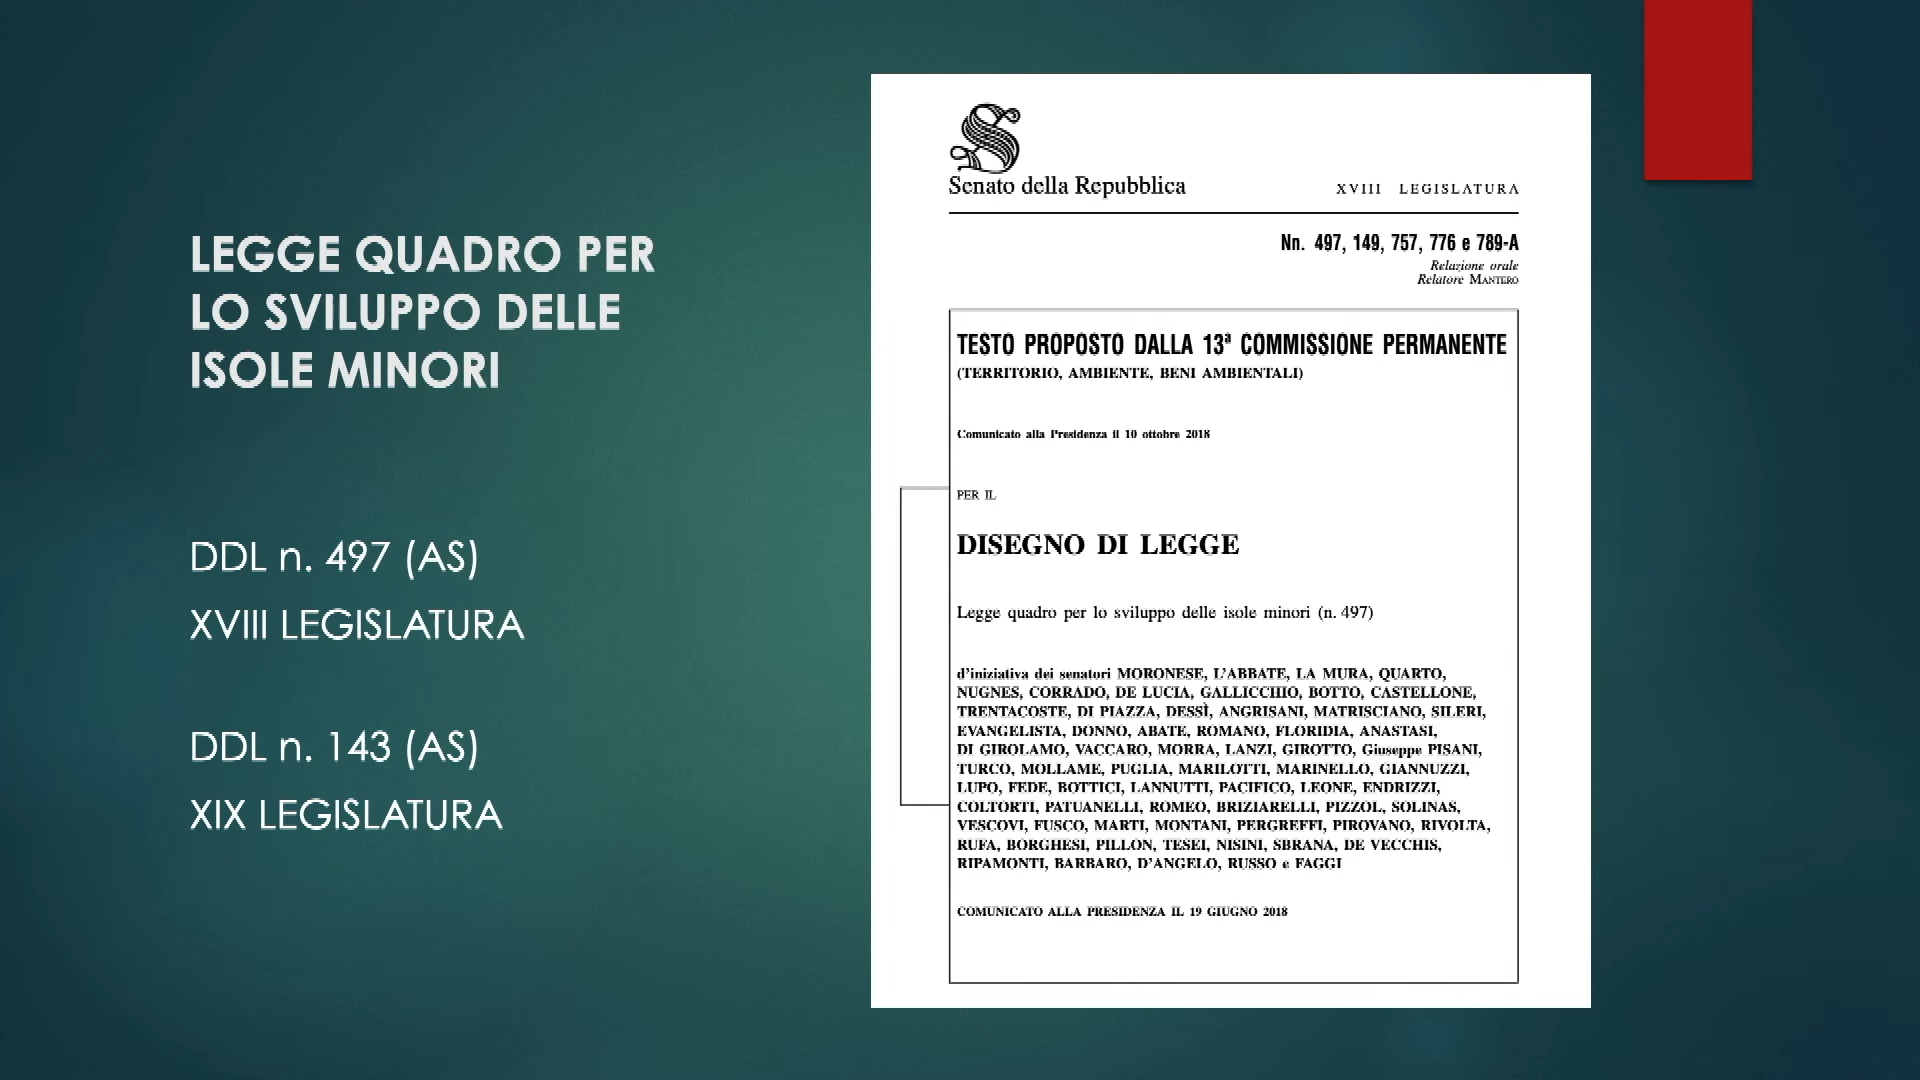 LEGGE QUADRO PER
LO SVILUPPO DELLE
ISOLE MINORI
DDL n. 497 (AS)
XVIII LEGISLATURA
DDL n. 143 (AS)
XIX LEGISLATURA
Senato della Repubblica
XVIII LEGISLATURA
Nn. 497, 149, 757, 776 e 789-A
Relazione orale
Relatore MANTERO
TESTO PROPOSTO DALLA 13ª COMMISSIONE PERMANENTE
(TERRITORIO, AMBIENTE, BENI AMBIENTALI)
Comunicato alla Presidenza il 10 ottobre 2018
PER IL
DISEGNO DI LEGGE
Legge quadro per lo sviluppo delle isole minori (n. 497)
d'iniziativa dei senatori MORONESE, L'ABBATE, LA MURA, QUARTO,
NUGNES, CORRADO, DE LUCIA, GALLICCHIO, BOTTO, CASTELLONE,
TRENTACOSTE, DI PIAZZA, DESSÌ, ANGRISANI, MATRISCIANO, SILERI,
EVANGELISTA, DONNO, ABATE, ROMANO, FLORIDIA, ANASTASI,
DI GIROLAMO, VACCARO, MORRA, LANZI, GIROTTO, Giuseppe PISANI,
TURCO, MOLLAME, PUGLIA, MARILOTTI, MARINELLO, GIANNUZZI,
LUPO, FEDE, BOTTICI, LANNUTTI, PACIFICO, LEONE, ENDRIZZI,
COLTORTI, PATUANELLI, ROMEO, BRIZIARELLI, PIZZOL, SOLINAS,
VESCOVI, FUSCO, MARTI, MONTANI, PERGREFFI, PIROVANO, RIVOLTA,
RUFA, BORGHESI, PILLON, TESEI, NISINI, SBRANA, DE VECCHIS,
RIPAMONTI, BARBARO, D'ANGELO, RUSSO e FAGGI
COMUNICATO ALLA PRESIDENZA IL 19 GIUGNO 2018